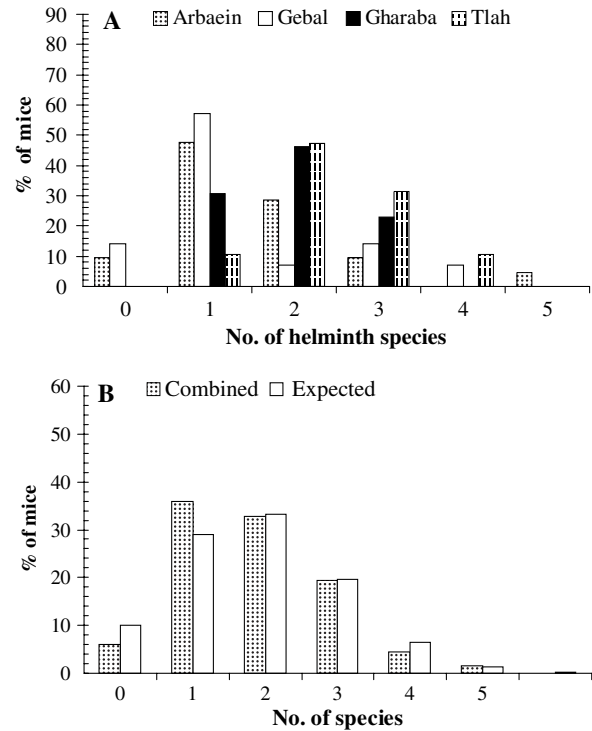 A Arbaein Gebal Gharaba Tlah
90
80
70
60
50
40
30
20
10
0
% of mice
0 1 2 3 4 5
No. of helminth species
B Combined Expected
60
50
40
30
20
10
0
% of mice
0 1 2 3 4 5
No. of species